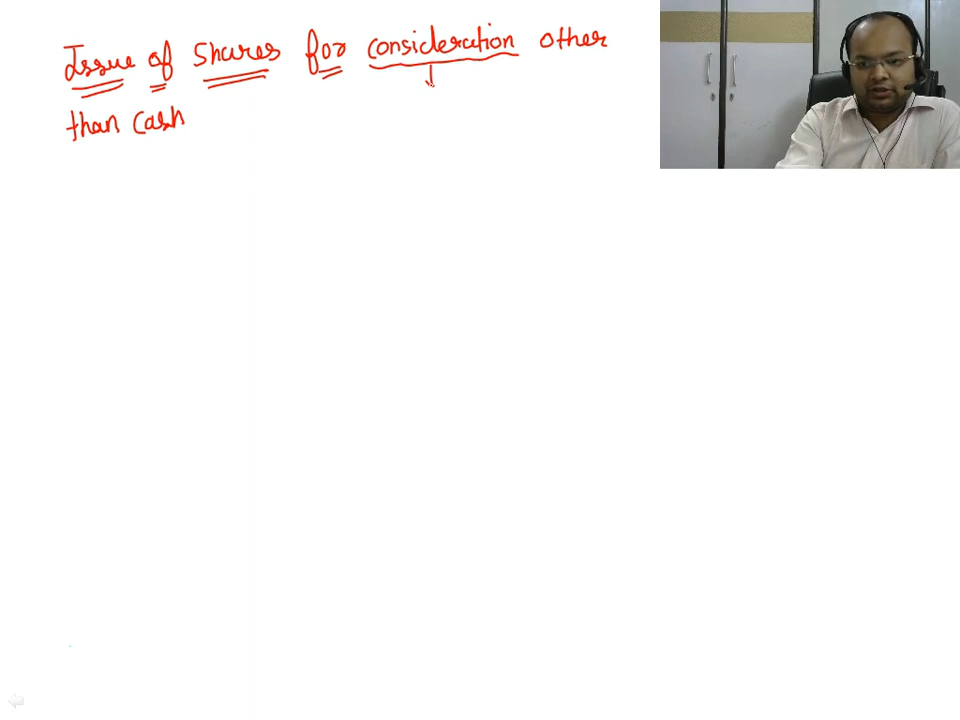 Issue of Shares for consideration other
than cash